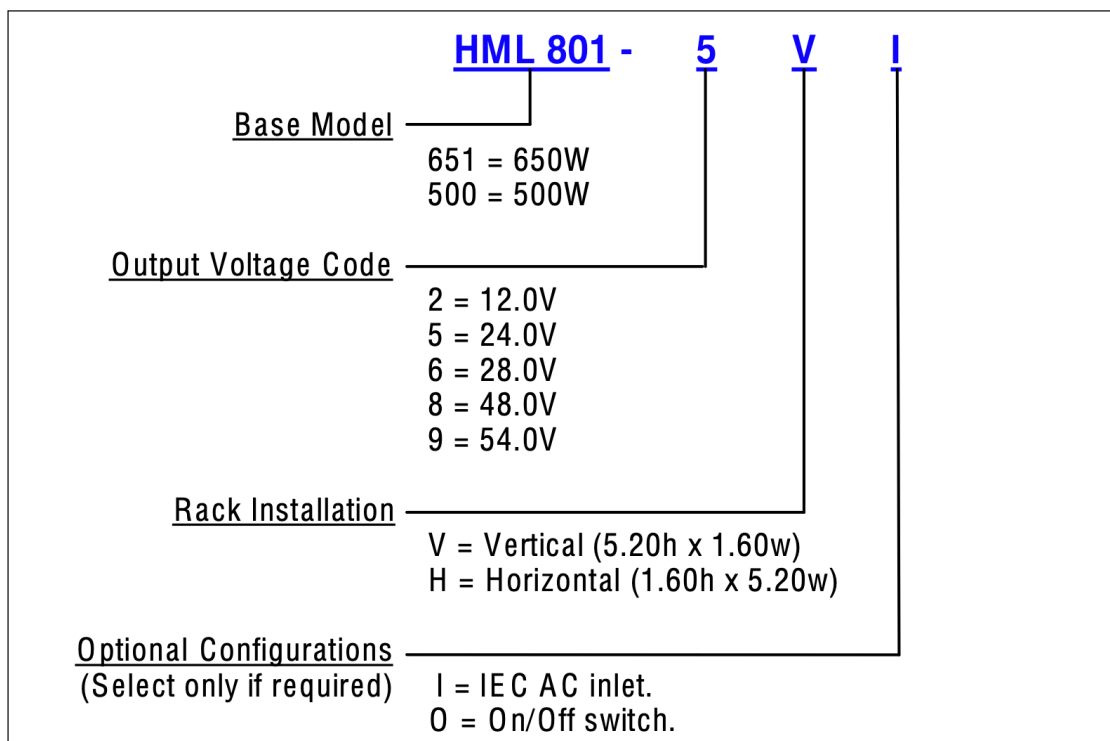 HML 801 - 5 V I
Base Model
651 = 650W
500 = 500W
Output Voltage Code
2 = 12.0V
5 = 24.0V
6 = 28.0V
8 = 48.0V
9 = 54.0V
Rack Installation
V = Vertical (5.20h x 1.60w)
H = Horizontal (1.60h x 5.20w)
Optional Configurations
(Select only if required)
I = IEC AC inlet.
O = On/Off switch.